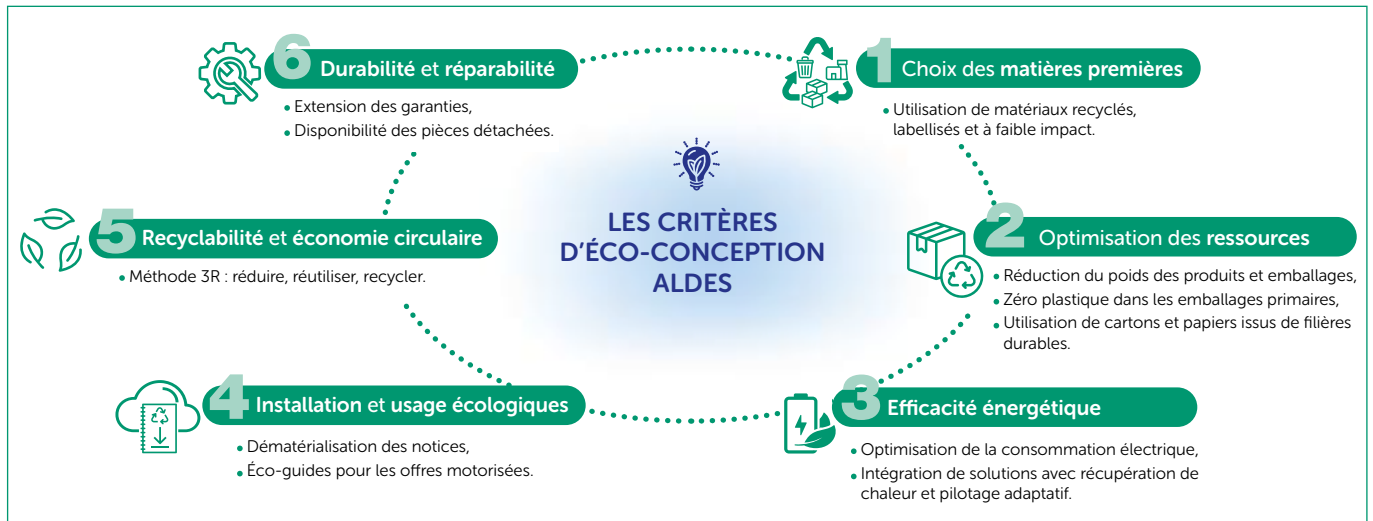 LES CRITÈRES
D'ÉCO-CONCEPTION
ALDES
1 Choix des matières premières
• Utilisation de matériaux recyclés,
labellisés et à faible impact.
2 Optimisation des ressources
• Réduction du poids des produits et emballages,
• Zéro plastique dans les emballages primaires,
• Utilisation de cartons et papiers issus de filières
durables.
3 Efficacité énergétique
• Optimisation de la consommation électrique,
• Intégration de solutions avec récupération de
chaleur et pilotage adaptatif.
4 Installation et usage écologiques
• Dématérialisation des notices,
• Éco-guides pour les offres motorisées.
5 Recyclabilité et économie circulaire
• Méthode 3R : réduire, réutiliser, recycler.
6 Durabilité et réparabilité
• Extension des garanties,
• Disponibilité des pièces détachées.